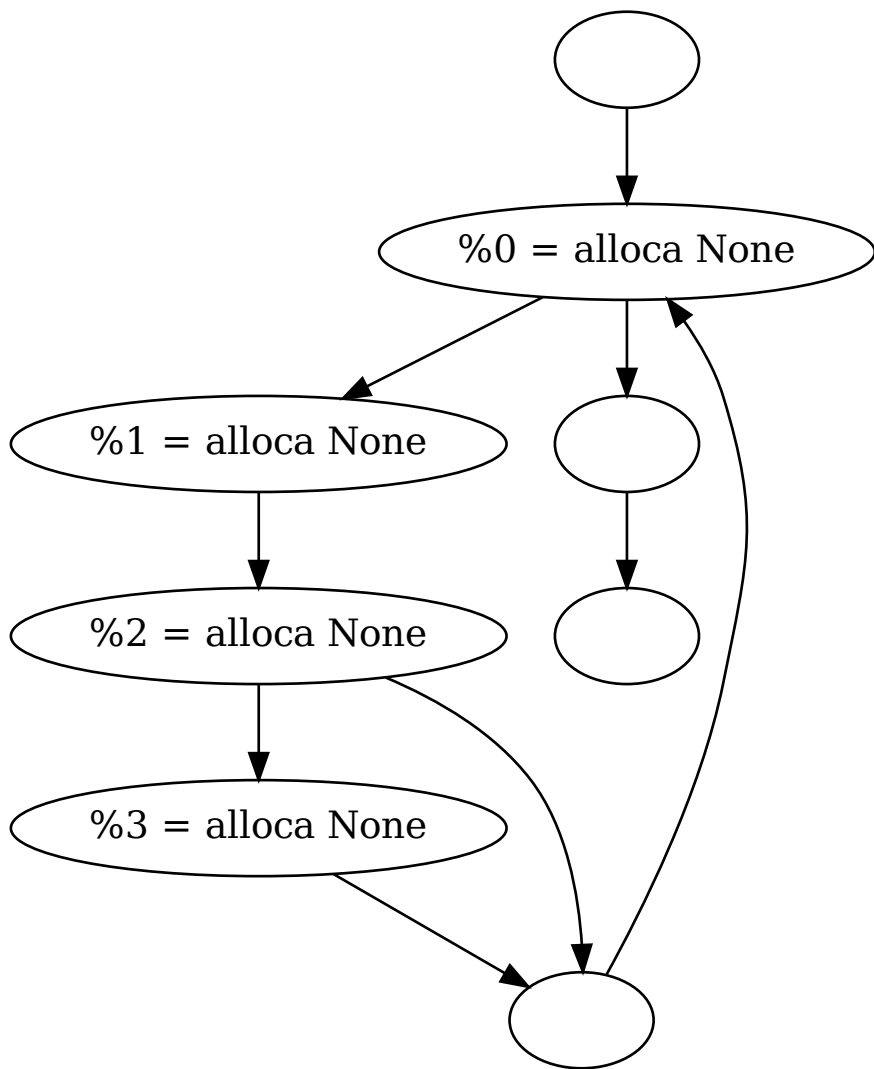 %0 = alloca None
%1 = alloca None
%2 = alloca None
%3 = alloca None